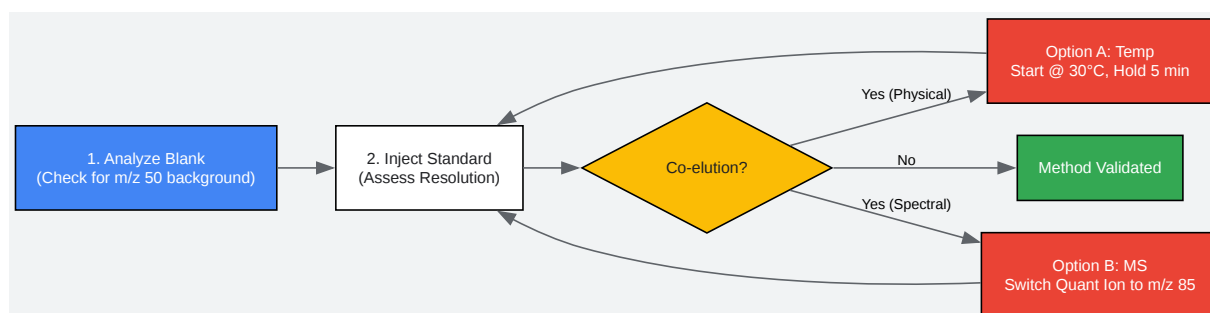 1. Analyze Blank
(Check for m/z 50 background)
2. Inject Standard
(Assess Resolution)
Co-elution?
Yes (Physical)
Option A: Temp
Start @ 30°C, Hold 5 min
No
Method Validated
Yes (Spectral)
Option B: MS
Switch Quant Ion to m/z 85